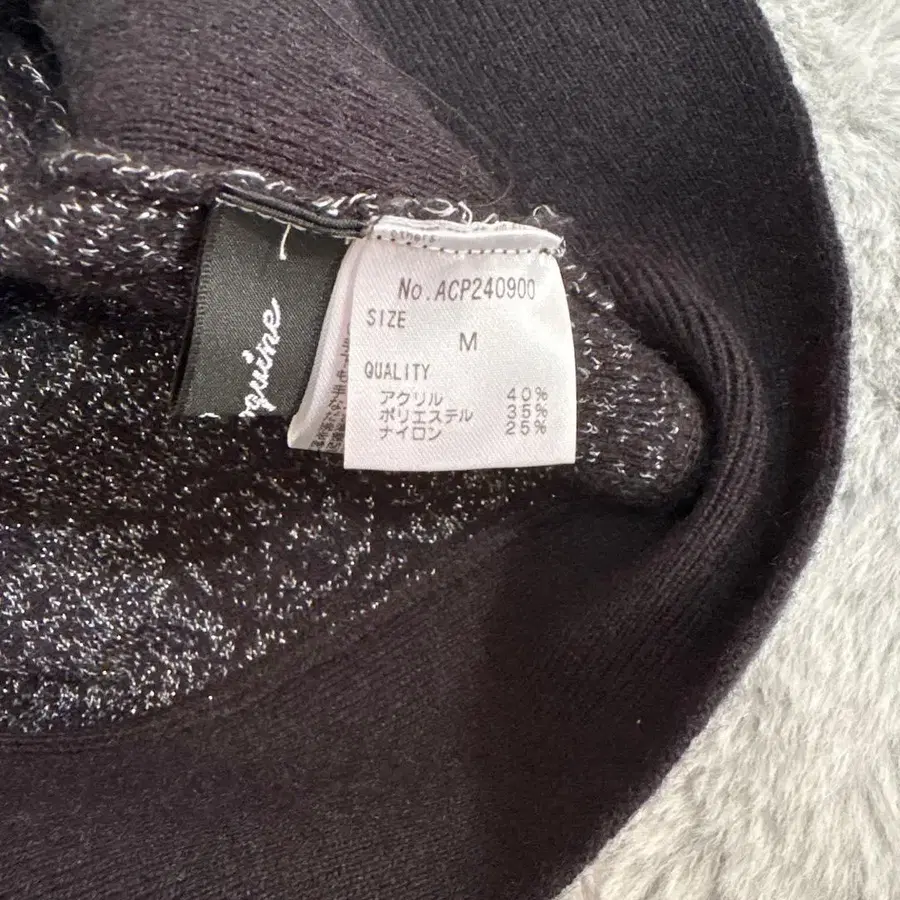 others
No.ACP240900
SIZE
M
QUALITY
アクリル 40%
ポリエステル 35%
ナイロン 25%